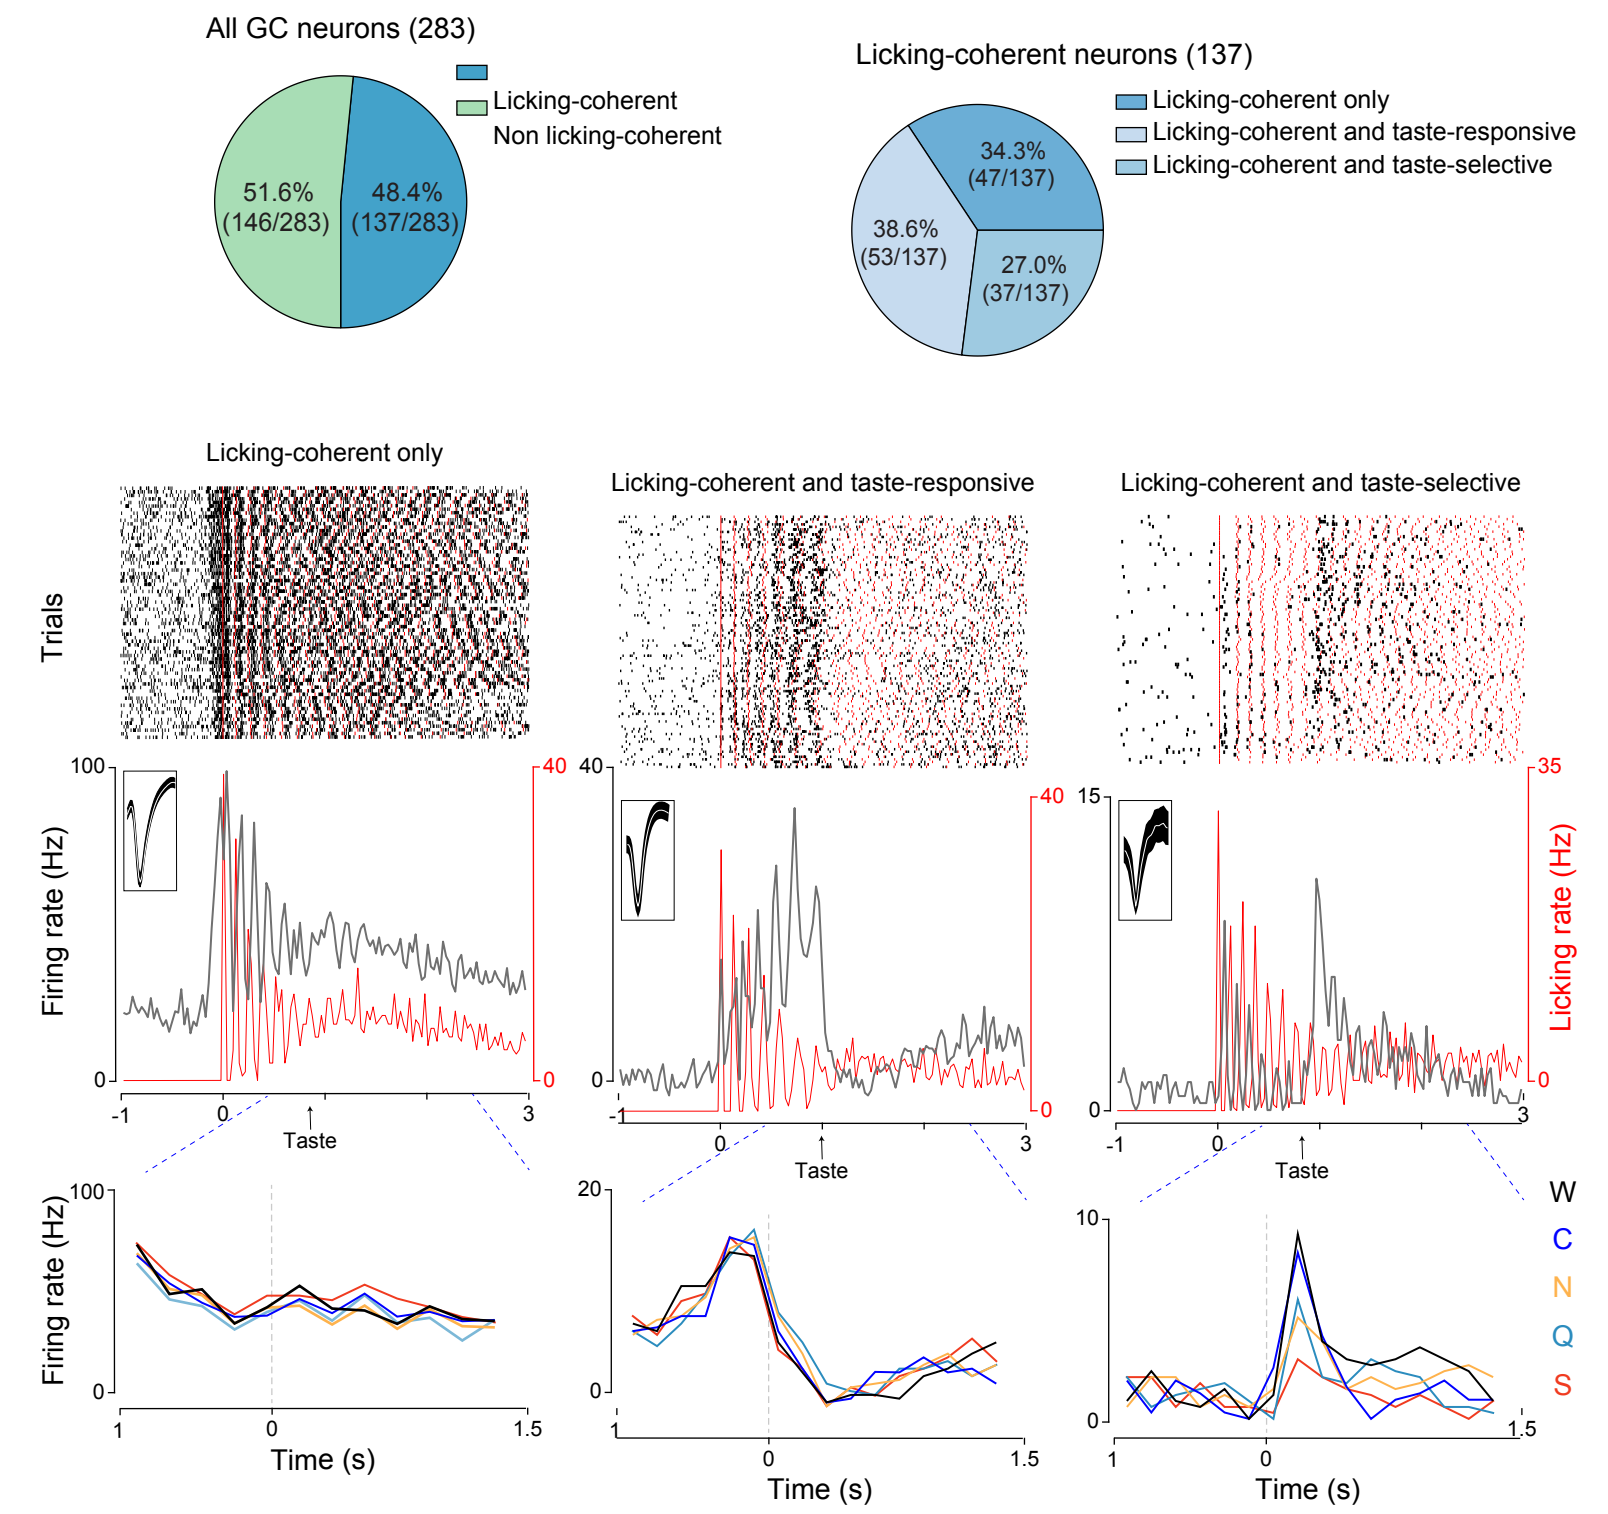 All GC neurons (283)
Licking-coherent
Non licking-coherent
51.6%
(146/283)
48.4%
(137/283)
Licking-coherent neurons (137)
Licking-coherent only
Licking-coherent and taste-responsive
Licking-coherent and taste-selective
34.3%
(47/137)
38.6%
(53/137)
27.0%
(37/137)
Licking-coherent only
Licking-coherent and taste-responsive
Licking-coherent and taste-selective
Trials
Firing rate (Hz)
100
0
40
0
-1
0
3
Taste
40
0
40
0
-1
0
3
Taste
15
0
35
0
Licking rate (Hz)
-1
0
3
Taste
Firing rate (Hz)
100
0
1
0
1.5
Time (s)
20
0
1
0
1.5
Time (s)
10
0
1
0
1.5
Time (s)
W
C
N
Q
S